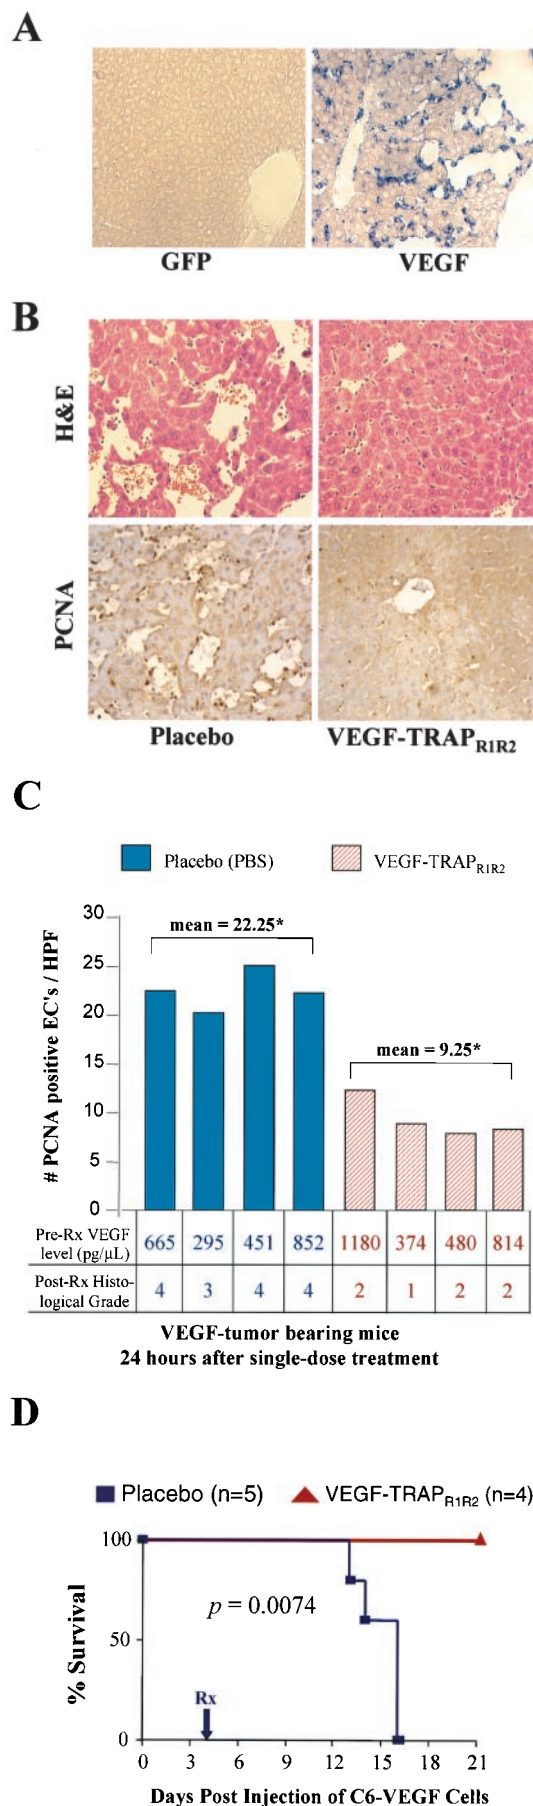 A
GFP VEGF
B
H&E
PCNA
Placebo VEGF-TRAPR1R2
C
Placebo (PBS) VEGF-TRAPR1R2
# PCNA positive EC's / HPF
30
25
20
15
10
5
0
mean = 22.25*
mean = 9.25*
Pre-Rx VEGF
level (pg/µL)
665 295 451 852 1180 374 480 814
Post-Rx Histo-
logical Grade
4 3 4 4 2 1 2 2
VEGF-tumor bearing mice
24 hours after single-dose treatment
D
Placebo (n=5) VEGF-TRAPR1R2 (n=4)
% Survival
100
50
0
p = 0.0074
Rx
0 3 6 9 12 15 18 21
Days Post Injection of C6-VEGF Cells